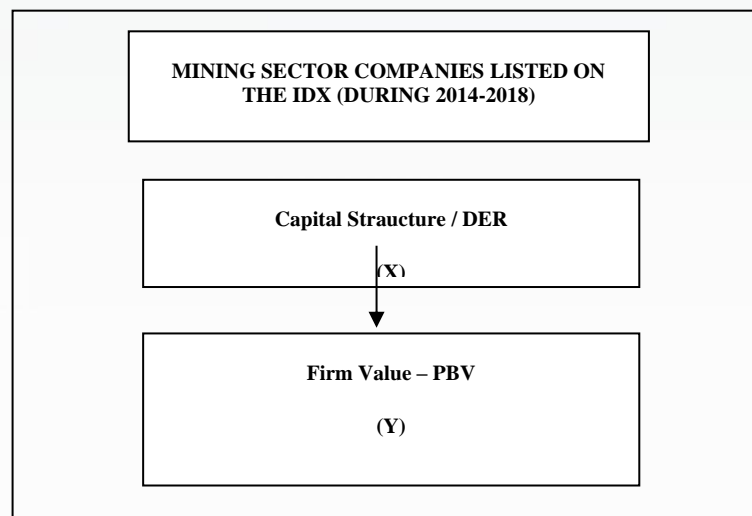 MINING SECTOR COMPANIES LISTED ON
THE IDX (DURING 2014-2018)
Capital Straucture / DER
(X)
Firm Value – PBV
(Y)